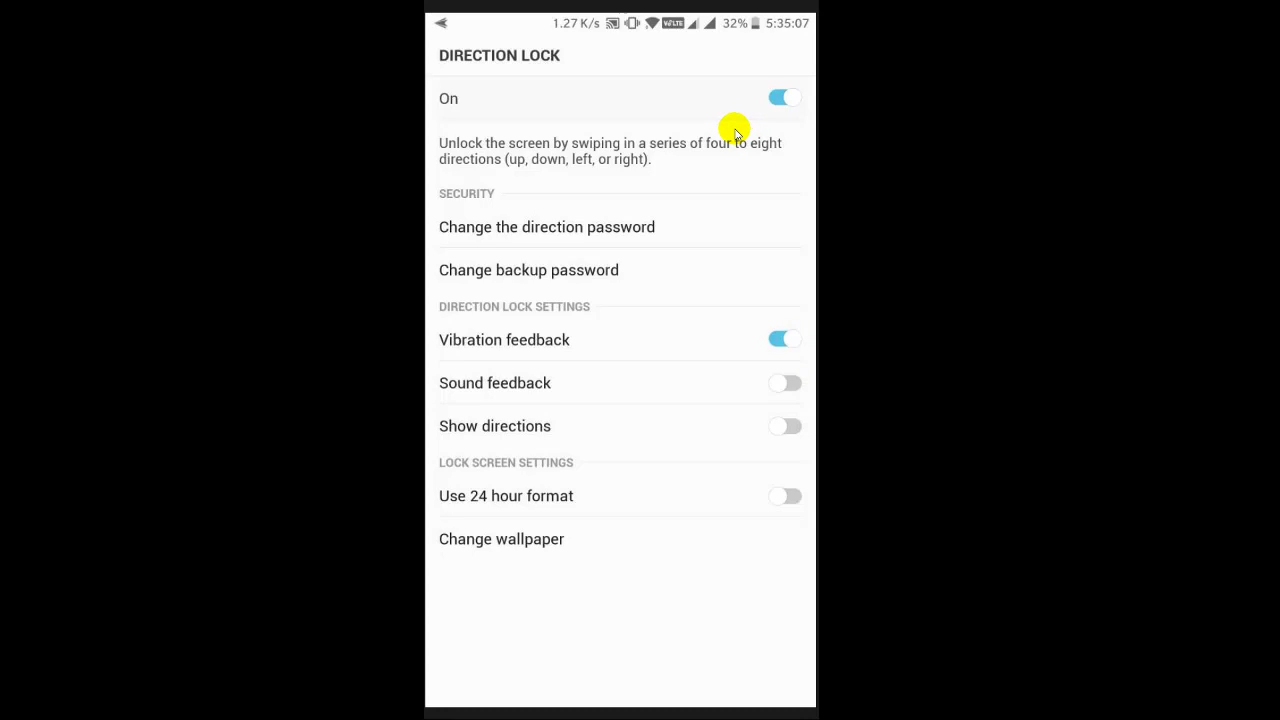 1.27 K/s VoLTE 32% 5:35:07
DIRECTION LOCK
On
Unlock the screen by swiping in a series of four to eight
directions (up, down, left, or right).
SECURITY
Change the direction password
Change backup password
DIRECTION LOCK SETTINGS
Vibration feedback
Sound feedback
Show directions
LOCK SCREEN SETTINGS
Use 24 hour format
Change wallpaper